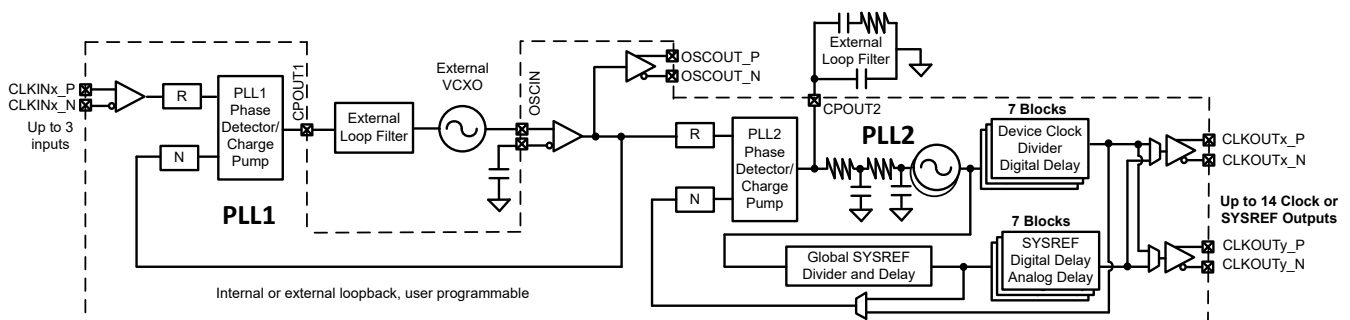 CLKINx_P
CLKINx_N
Up to 3
inputs
R
N
PLL1
Phase
Detector/
Charge
Pump
PLL1
CPOUT1
External
Loop Filter
External
VCXO
OSCIN
OSCOUT_P
OSCOUT_N
External
Loop Filter
CPOUT2
R
N
PLL2
Phase
Detector/
Charge
Pump
PLL2
7 Blocks
Device Clock
Divider
Digital Delay
CLKOUTx_P
CLKOUTx_N
Up to 14 Clock or
SYSREF Outputs
7 Blocks
SYSREF
Digital Delay
Analog Delay
Global SYSREF
Divider and Delay
CLKOUTy_P
CLKOUTy_N
Internal or external loopback, user programmable